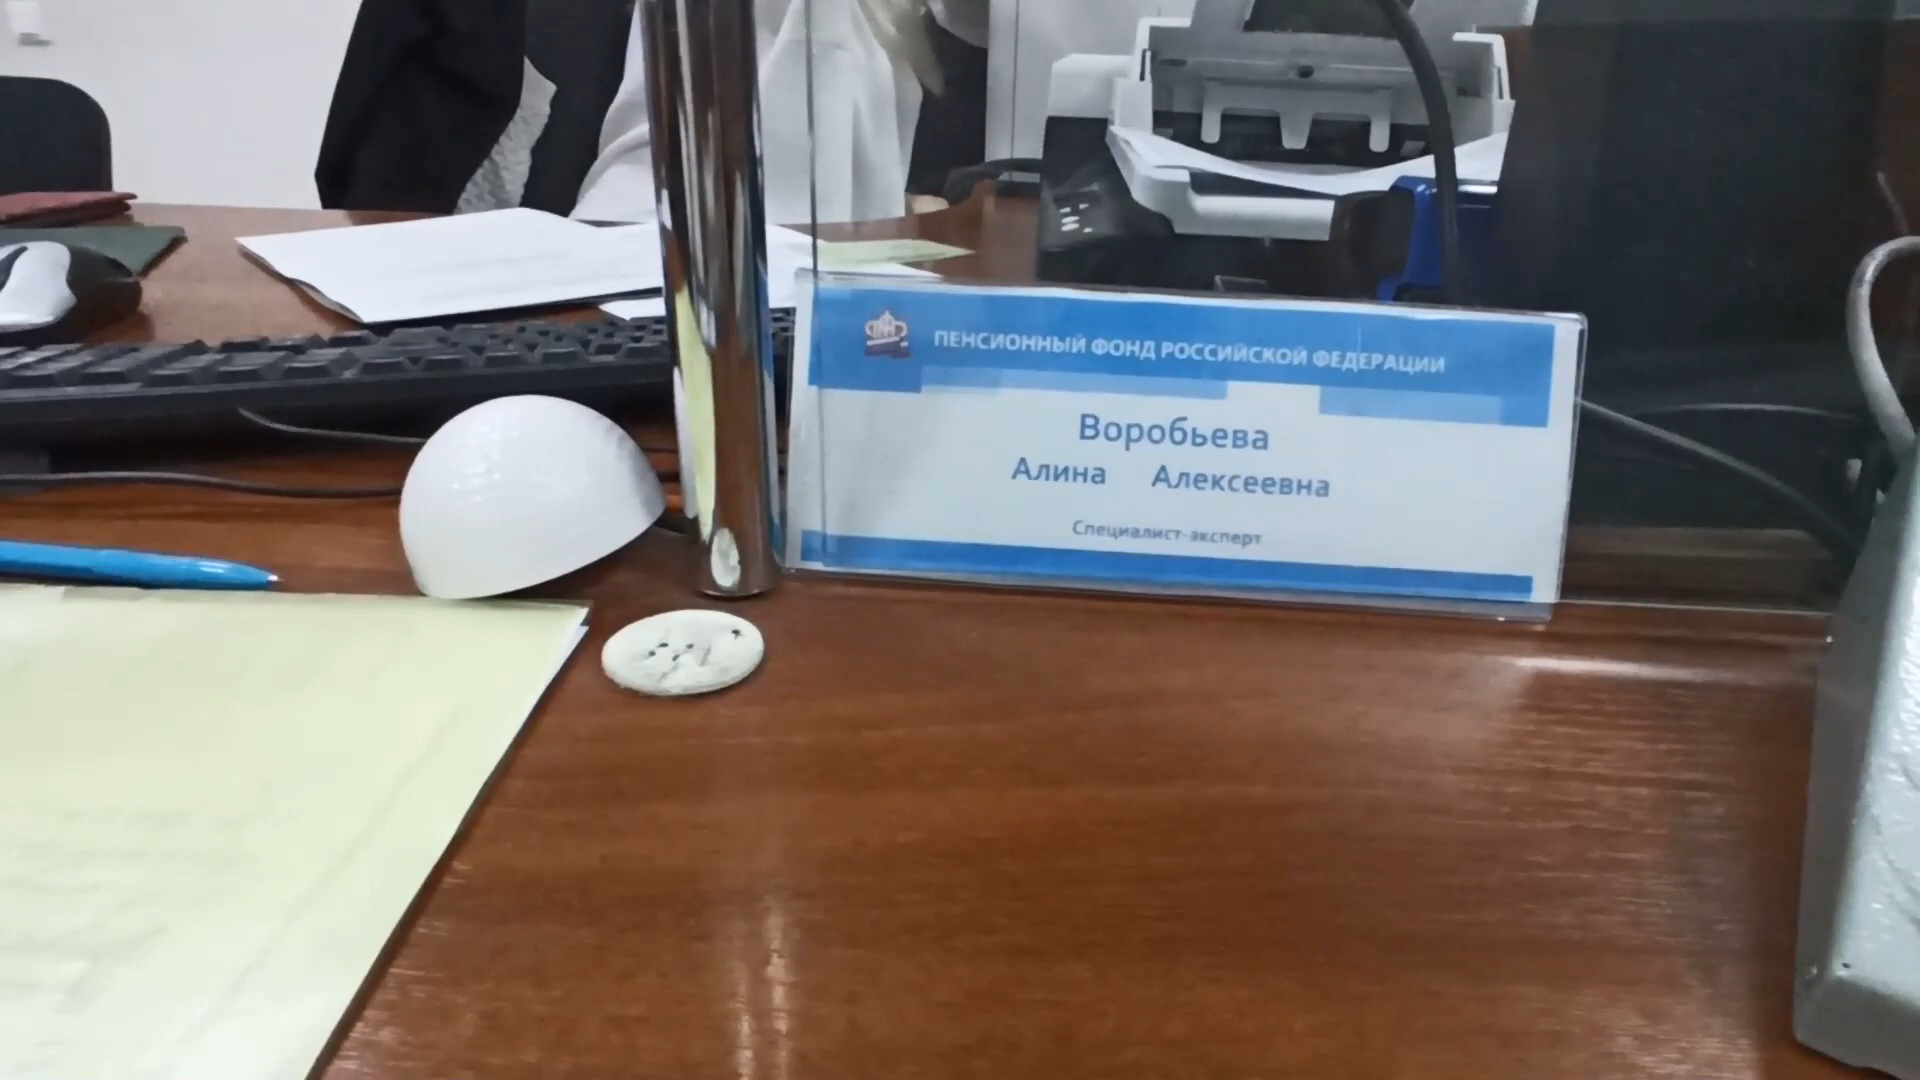 ПЕНСИОННЫЙ ФОНД РОССИЙСКОЙ ФЕДЕРАЦИИ
Воробьева
Алина Алексеевна
Специалист-эксперт